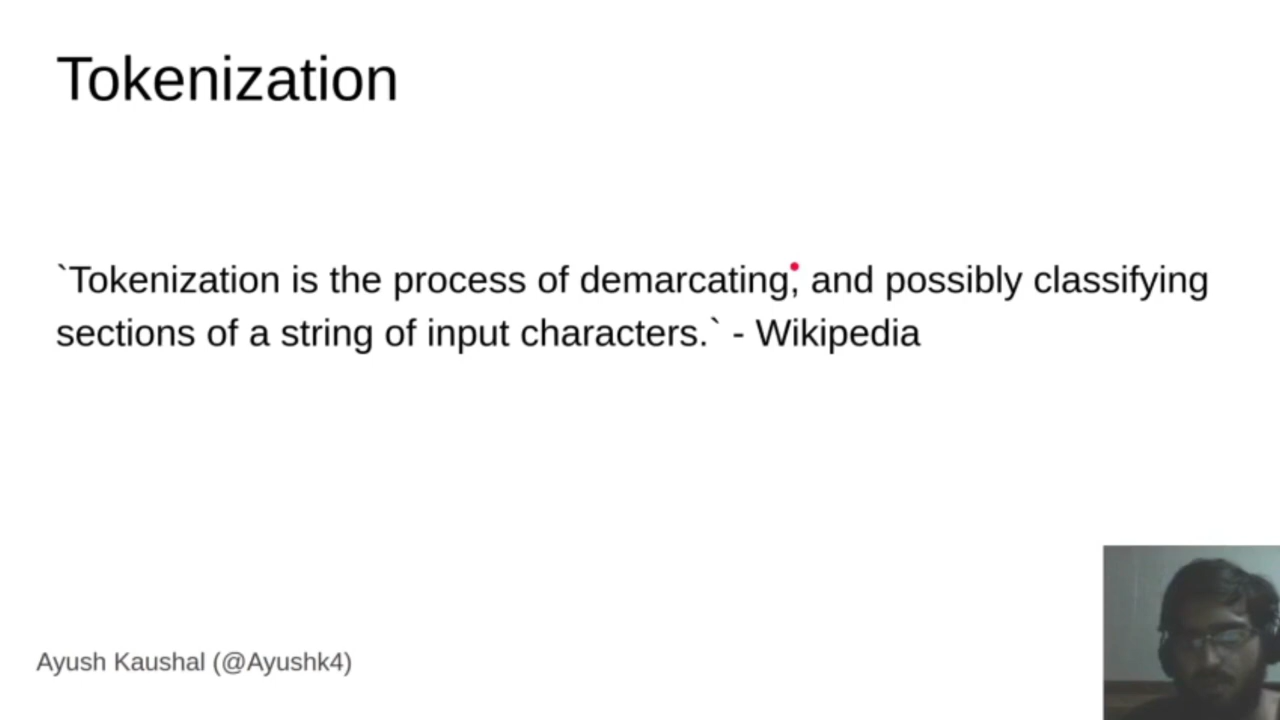 Tokenization
`Tokenization is the process of demarcating, and possibly classifying
sections of a string of input characters.` - Wikipedia
Ayush Kaushal (@Ayushk4)